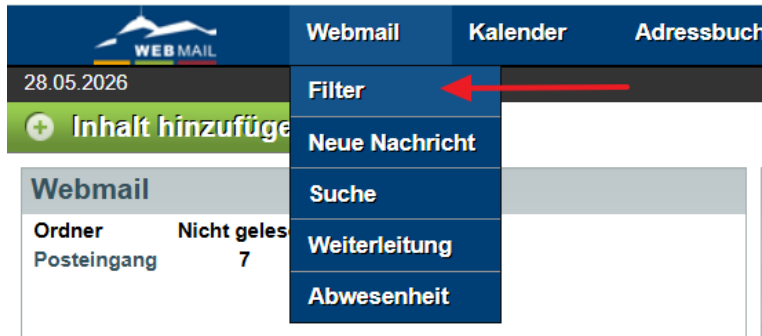 WEBMAIL
Webmail Kalender Adressbuch
28.05.2026
Filter
Inhalt hinzufüge
Neue Nachricht
Webmail
Suche
Ordner Nicht geles
Weiterleitung
Posteingang 7
Abwesenheit